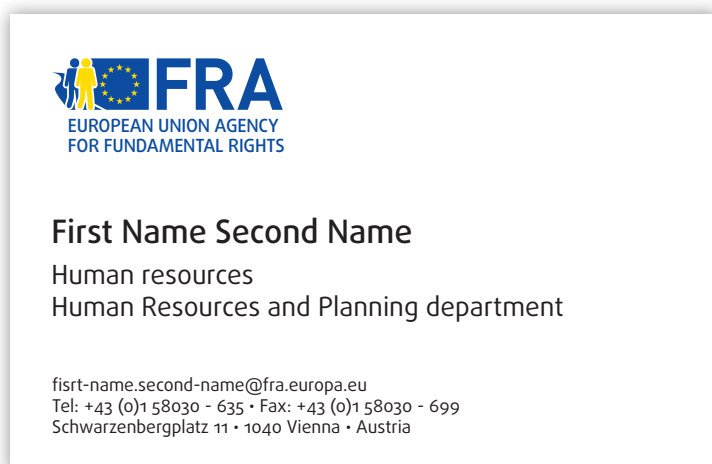 FRA
EUROPEAN UNION AGENCY
FOR FUNDAMENTAL RIGHTS
First Name Second Name
Human resources
Human Resources and Planning department
fisrt-name.second-name@fra.europa.eu
Tel: +43 (0)1 58030 - 635 • Fax: +43 (0)1 58030 - 699
Schwarzenbergplatz 11 • 1040 Vienna • Austria